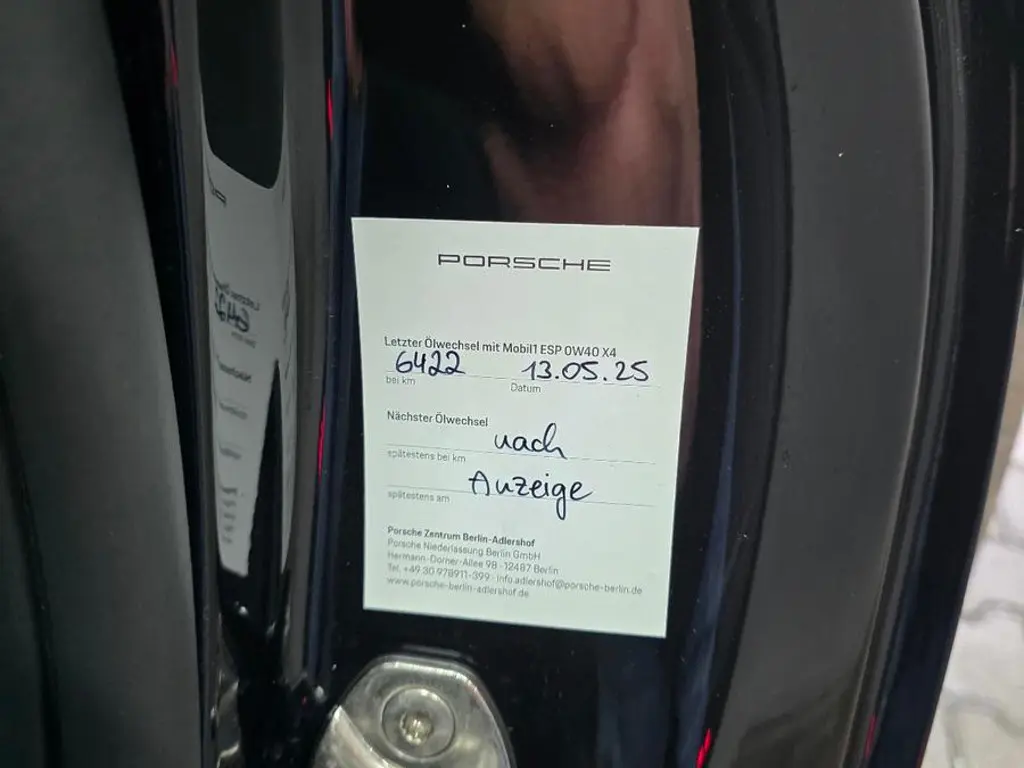 PORSCHE
Letzter Ölwechsel mit Mobil1 ESP 0W40 X4
6422 13.05.25
bei km Datum
Nächster Ölwechsel
nach
spätestens bei km
Anzeige
spätestens am
Porsche Zentrum Berlin-Adlershof
Porsche Niederlassung Berlin GmbH
Hermann-Dorner-Allee 98 · 12487 Berlin
Tel. +49 30 978911-399 · info.adlershof@porsche-berlin.de
www.porsche-berlin-adlershof.de